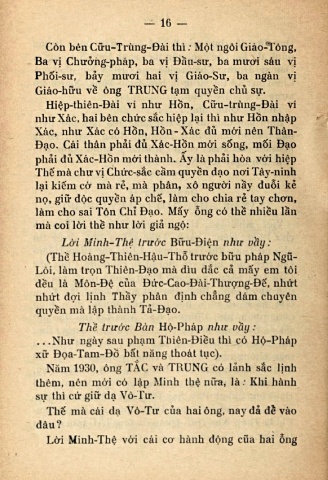 — 16 —
Còn bên Cữu-Trùng-Đài thì : Một ngôi Giáo-Tông,
Ba vị Chưởng-pháp, ba vị Đầu-sư, ba mươi sáu vị
Phối-sư, bảy mươi hai vị Giáo-Sư, ba ngàn vị
Giáo-hữu về ông TRUNG tạm quyền chủ sự.
Hiệp-thiên-Đài ví như Hồn, Cữu-trùng-Đài ví
như Xác, hai bên chức sắc hiệp lại thì như Hồn nhập
Xác, như Xác có Hồn, Hồn - Xác đủ mới nên Thân-
Đạo. Cái thân phải đủ Xác-Hồn mới sống, mối Đạo
phải đủ Xác-Hồn mới thành. Ấy là phải hòa với hiệp
Thế mà chư vị Chức-sắc cầm quyền đạo nơi Tây-ninh
lại kiếm cớ mà rẻ, mà phân, xô người nầy đuổi kẻ
nọ, giữ độc quyền áp chế, làm cho chia rẽ tay chơn,
làm cho sai Tôn Chỉ Đạo. Mấy ông có thề nhiều lần
mà coi lời thề như lời giả ngộ:
Lời Minh-Thệ trước Bửu-Điện như vầy :
(Thề Hoàng-Thiên-Hậu-Thổ trước bửu pháp Ngũ-
Lôi, làm trọn Thiên-Đạo mà dìu dắc cả mấy em tôi
đều là Môn-Đệ của Đức-Cao-Đài-Thượng-Đế, nhứt
nhứt đợi lịnh Thầy phân định chẳng dám chuyên
quyền mà lập thành Tả-Đạo).
Thề trước Bàn Hộ-Pháp như vầy :
...Như ngày sau phạm Thiên-Điều thì có Hộ-Pháp
xử Đọa-Tam-Đồ bất năng thoát tục).
Năm 1930, ông TẮC và TRUNG có lảnh sắc lịnh
thêm, nên mới có lập Minh thệ nữa, là : Khi hành
sự thì cứ giữ dạ Vô-Tư.
Thế mà cái dạ Vô-Tư của hai ông, nay đả để vào
đâu ?
Lời Minh-Thệ với cái cơ hành động của hai ông